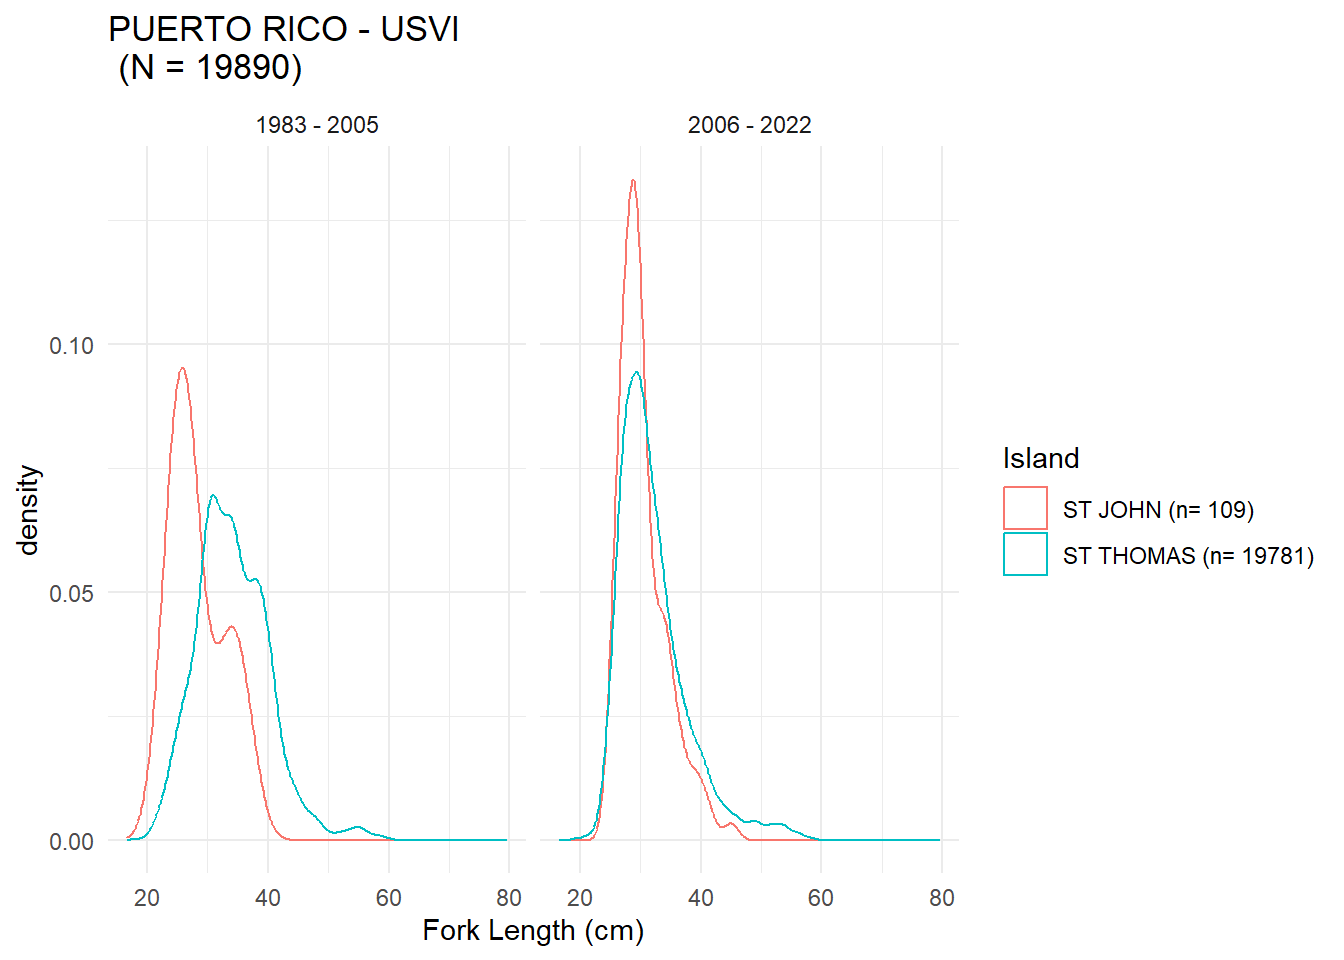 PUERTO RICO - USVI
(N = 19890)
1983 - 2005
2006 - 2022
0.10
0.05
0.00
density
20 40 60 80
20 40 60 80
Fork Length (cm)
Island
ST JOHN (n= 109)
ST THOMAS (n= 19781)